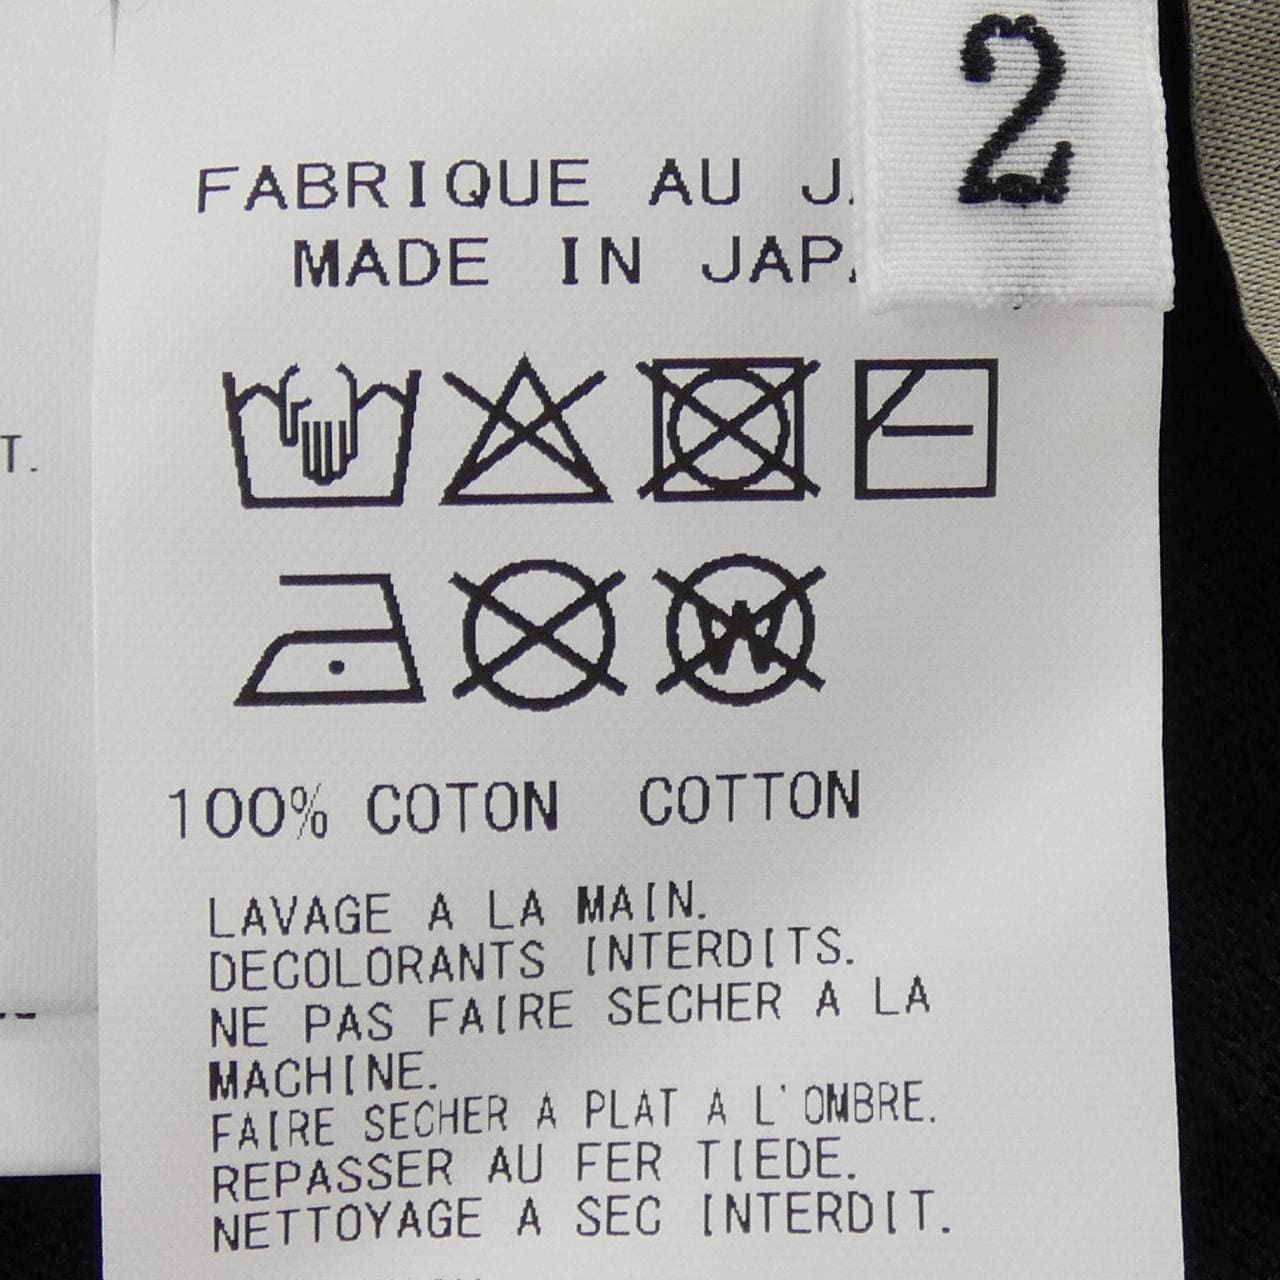 2
FABRIQUE AU J
MADE IN JAP
T.
W
100% COTON COTTON
LAVAGE A LA MAIN.
DECOLORANTS INTERDITS.
NE PAS FAIRE SECHER A LA
MACHINE.
FAIRE SECHER A PLAT A L'OMBRE.
REPASSER AU FER TIEDE.
NETTOYAGE A SEC INTERDIT.